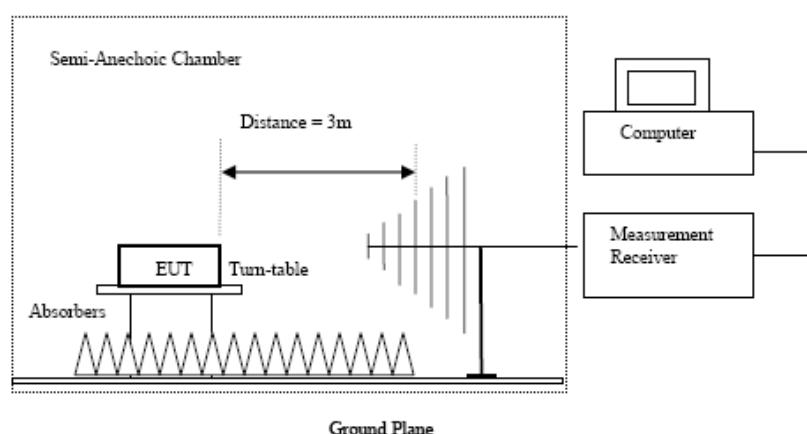 Semi-Anechoic Chamber
Distance = 3m
Computer
Measurement
Receiver
EUT
Turn-table
Absorbers
Ground Plane